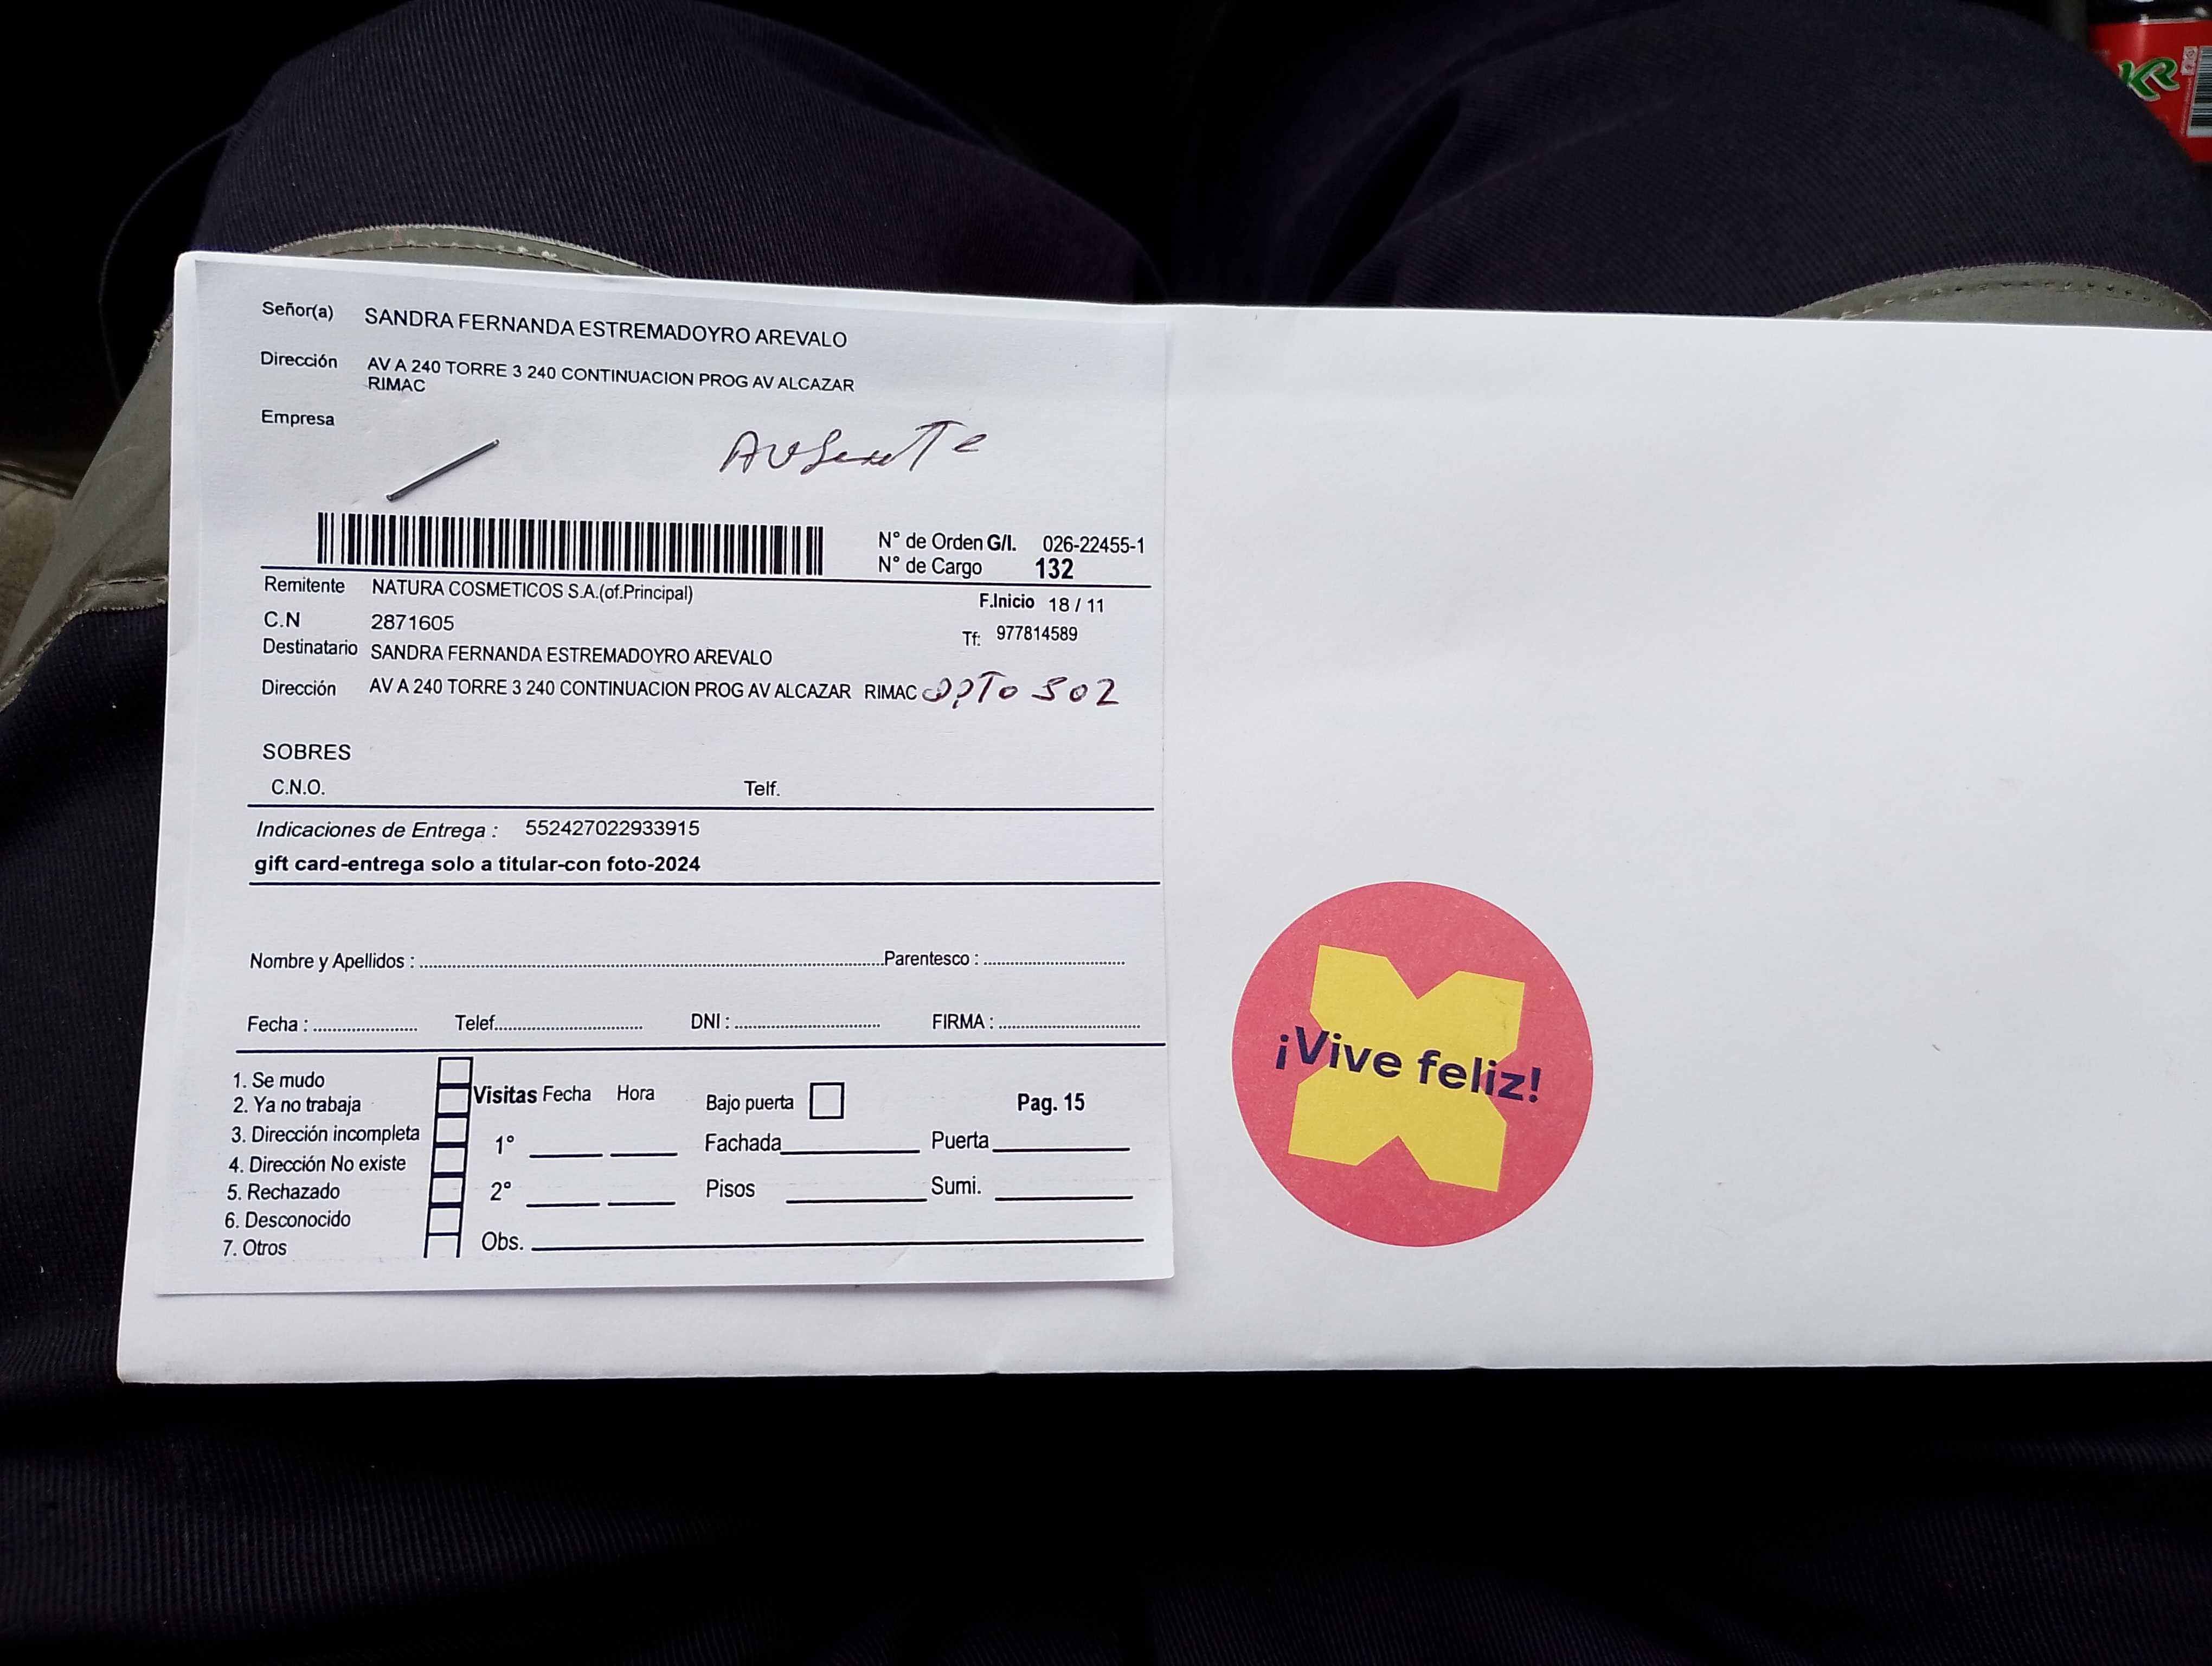 Señor(a) SANDRA FERNANDA ESTREMADOYRO AREVALO
Dirección AV A 240 TORRE 3 240 CONTINUACION PROG AV ALCAZAR
RIMAC
Empresa
Ausente
N° de Orden G/I. 026-22455-1
N° de Cargo 132
Remitente NATURA COSMETICOS S.A.(of.Principal)
F.Inicio 18 / 11
C.N 2871605
Tf: 977814589
Destinatario SANDRA FERNANDA ESTREMADOYRO AREVALO
Dirección AV A 240 TORRE 3 240 CONTINUACION PROG AV ALCAZAR RIMAC DPTO 302
SOBRES
C.N.O. Telf.
Indicaciones de Entrega : 552427022933915
gift card-entrega solo a titular-con foto-2024
Nombre y Apellidos : Parentesco :
Fecha : Telef. DNI : FIRMA :
1. Se mudo
2. Ya no trabaja
3. Dirección incompleta
4. Dirección No existe
5. Rechazado
6. Desconocido
7. Otros
Visitas Fecha Hora
1°
2°
Obs.
Bajo puerta Pag. 15
Fachada Puerta
Pisos Sumi.
¡Vive feliz!
KR